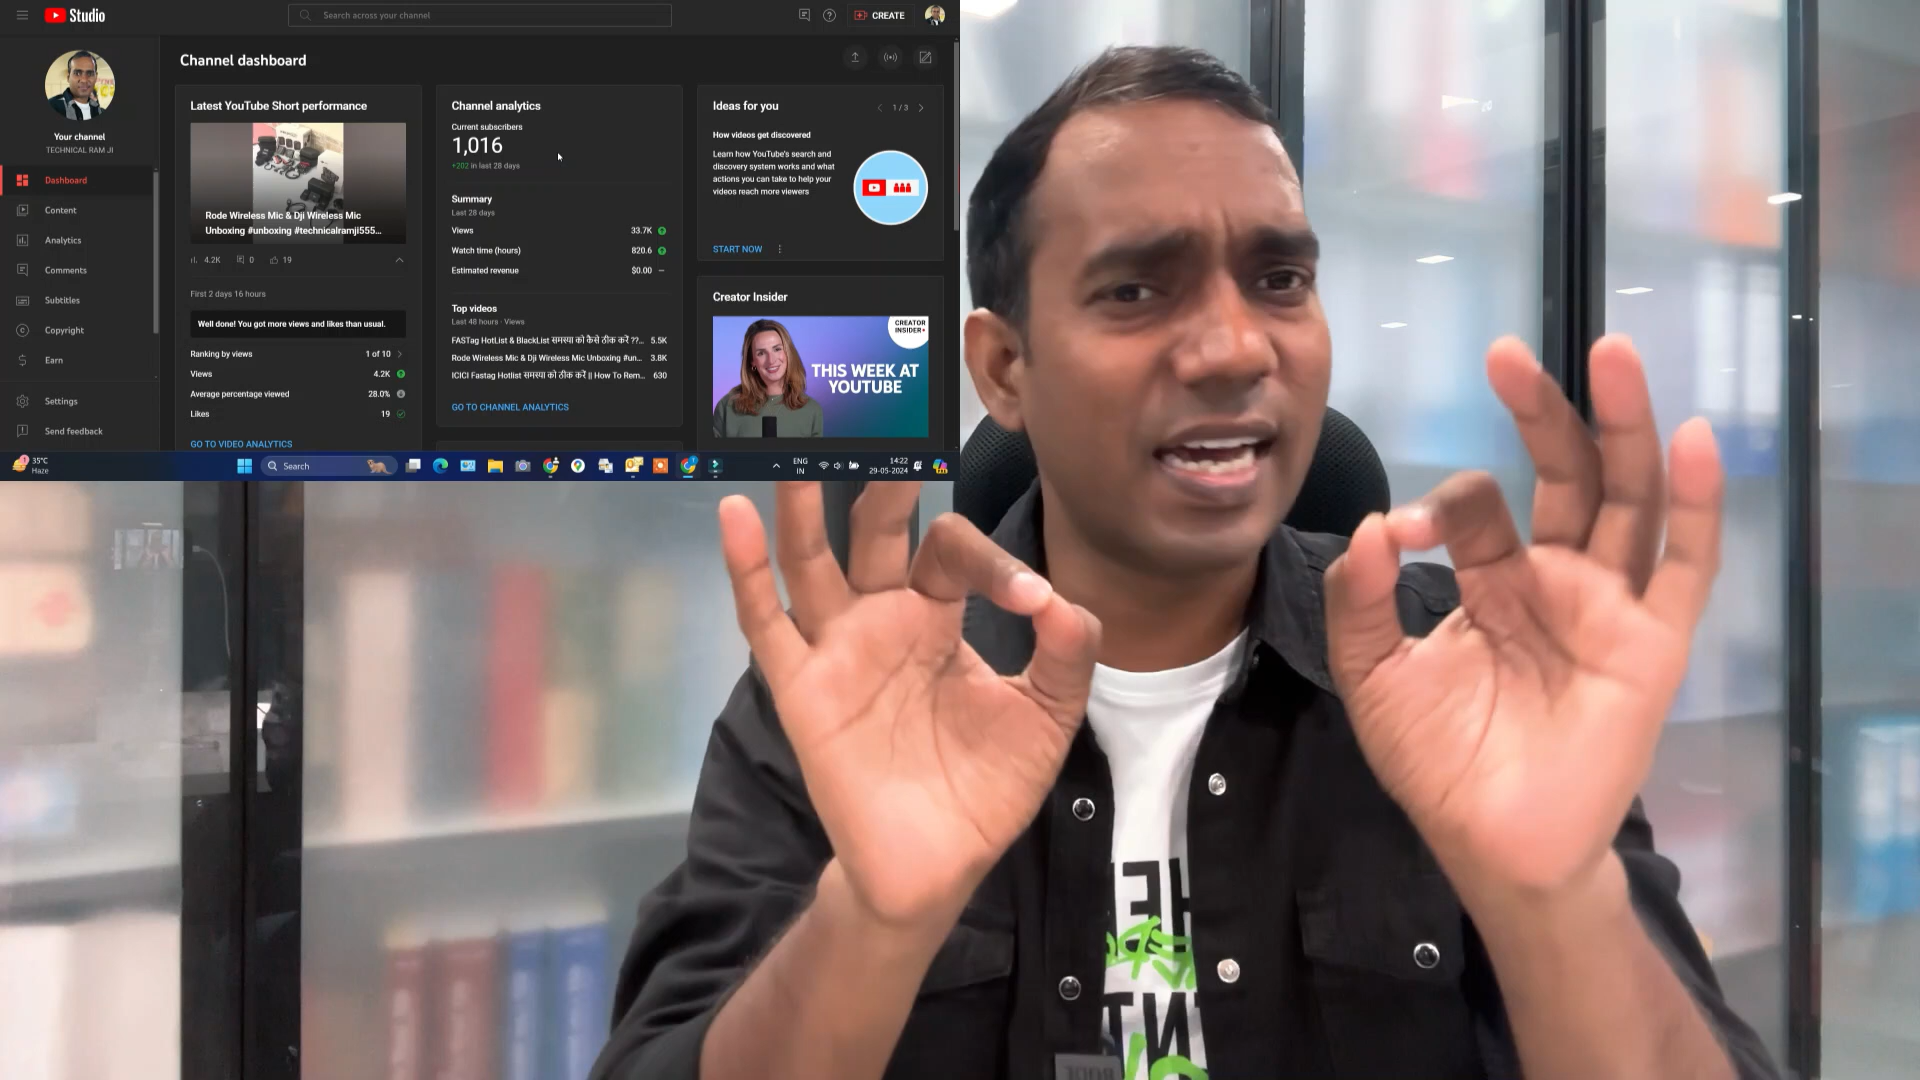 Studio
Search across your channel
CREATE
Your channel
TECHNICAL RAM JI
Dashboard
Content
Analytics
Comments
Subtitles
Copyright
Earn
Settings
Send feedback
Channel dashboard
Latest YouTube Short performance
Rode Wireless Mic & Dji Wireless Mic
Unboxing #unboxing #technicalramji555...
4.2K 0 19
First 2 days 16 hours
Well done! You got more views and likes than usual.
Ranking by views 1 of 10
Views 4.2K
Average percentage viewed 28.0%
Likes 19
GO TO VIDEO ANALYTICS
Channel analytics
Current subscribers
1,016
+202 in last 28 days
Summary
Last 28 days
Views 33.7K
Watch time (hours) 820.6
Estimated revenue $0.00 –
Top videos
Last 48 hours · Views
FASTag HotList & BlackList समस्या को कैसे ठीक करें ??... 5.5K
Rode Wireless Mic & Dji Wireless Mic Unboxing #un... 3.8K
ICICI Fastag Hotlist समस्या को ठीक करें || How To Rem... 630
GO TO CHANNEL ANALYTICS
Ideas for you
1 / 3
How videos get discovered
Learn how YouTube's search and
discovery system works and what
actions you can take to help your
videos reach more viewers
START NOW
Creator Insider
CREATOR
INSIDER
THIS WEEK AT
YOUTUBE
35°C
Haze
Search
ENG
IN
14:22
29-05-2024
RODE